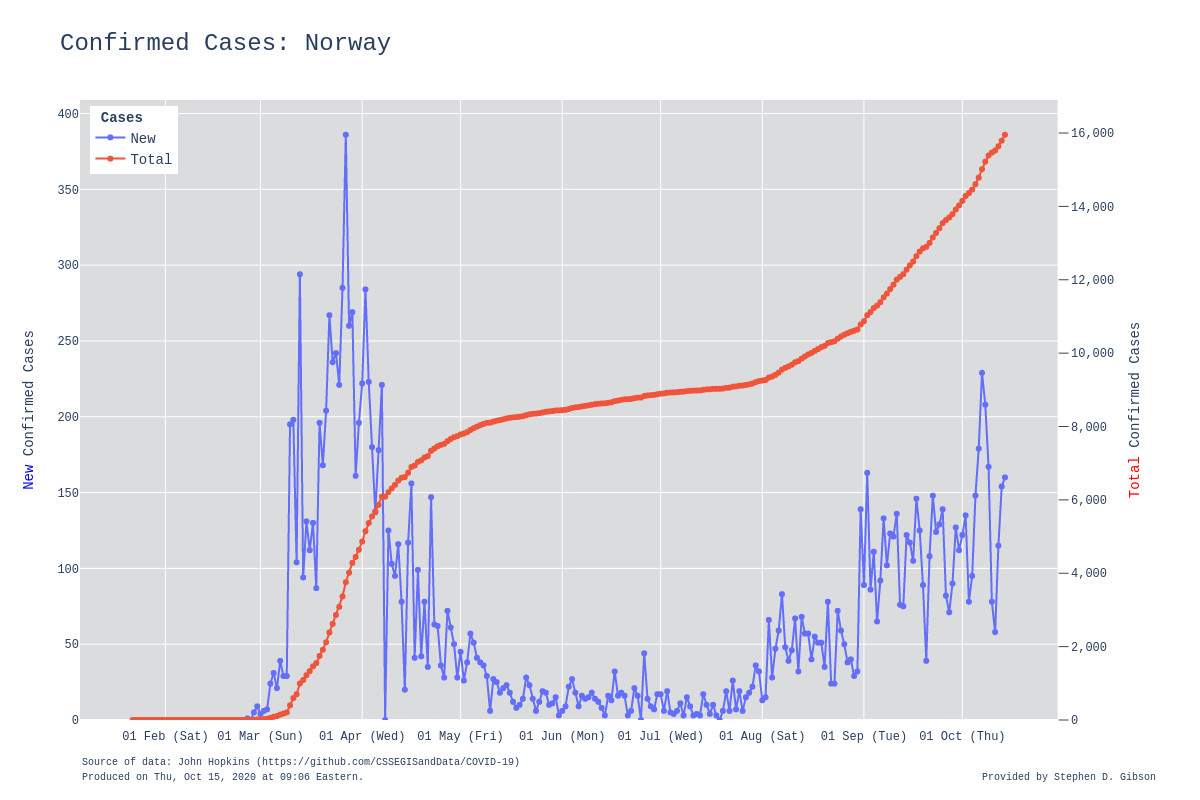 Confirmed Cases: Norway
Cases
New
Total
400
350
300
250
200
150
100
50
0
16,000
14,000
12,000
10,000
8,000
6,000
4,000
2,000
0
New Confirmed Cases
Total Confirmed Cases
01 Feb (Sat) 01 Mar (Sun) 01 Apr (Wed) 01 May (Fri) 01 Jun (Mon) 01 Jul (Wed) 01 Aug (Sat) 01 Sep (Tue) 01 Oct (Thu)
Source of data: John Hopkins (https://github.com/CSSEGISandData/COVID-19)
Produced on Thu, Oct 15, 2020 at 09:06 Eastern.
Provided by Stephen D. Gibson